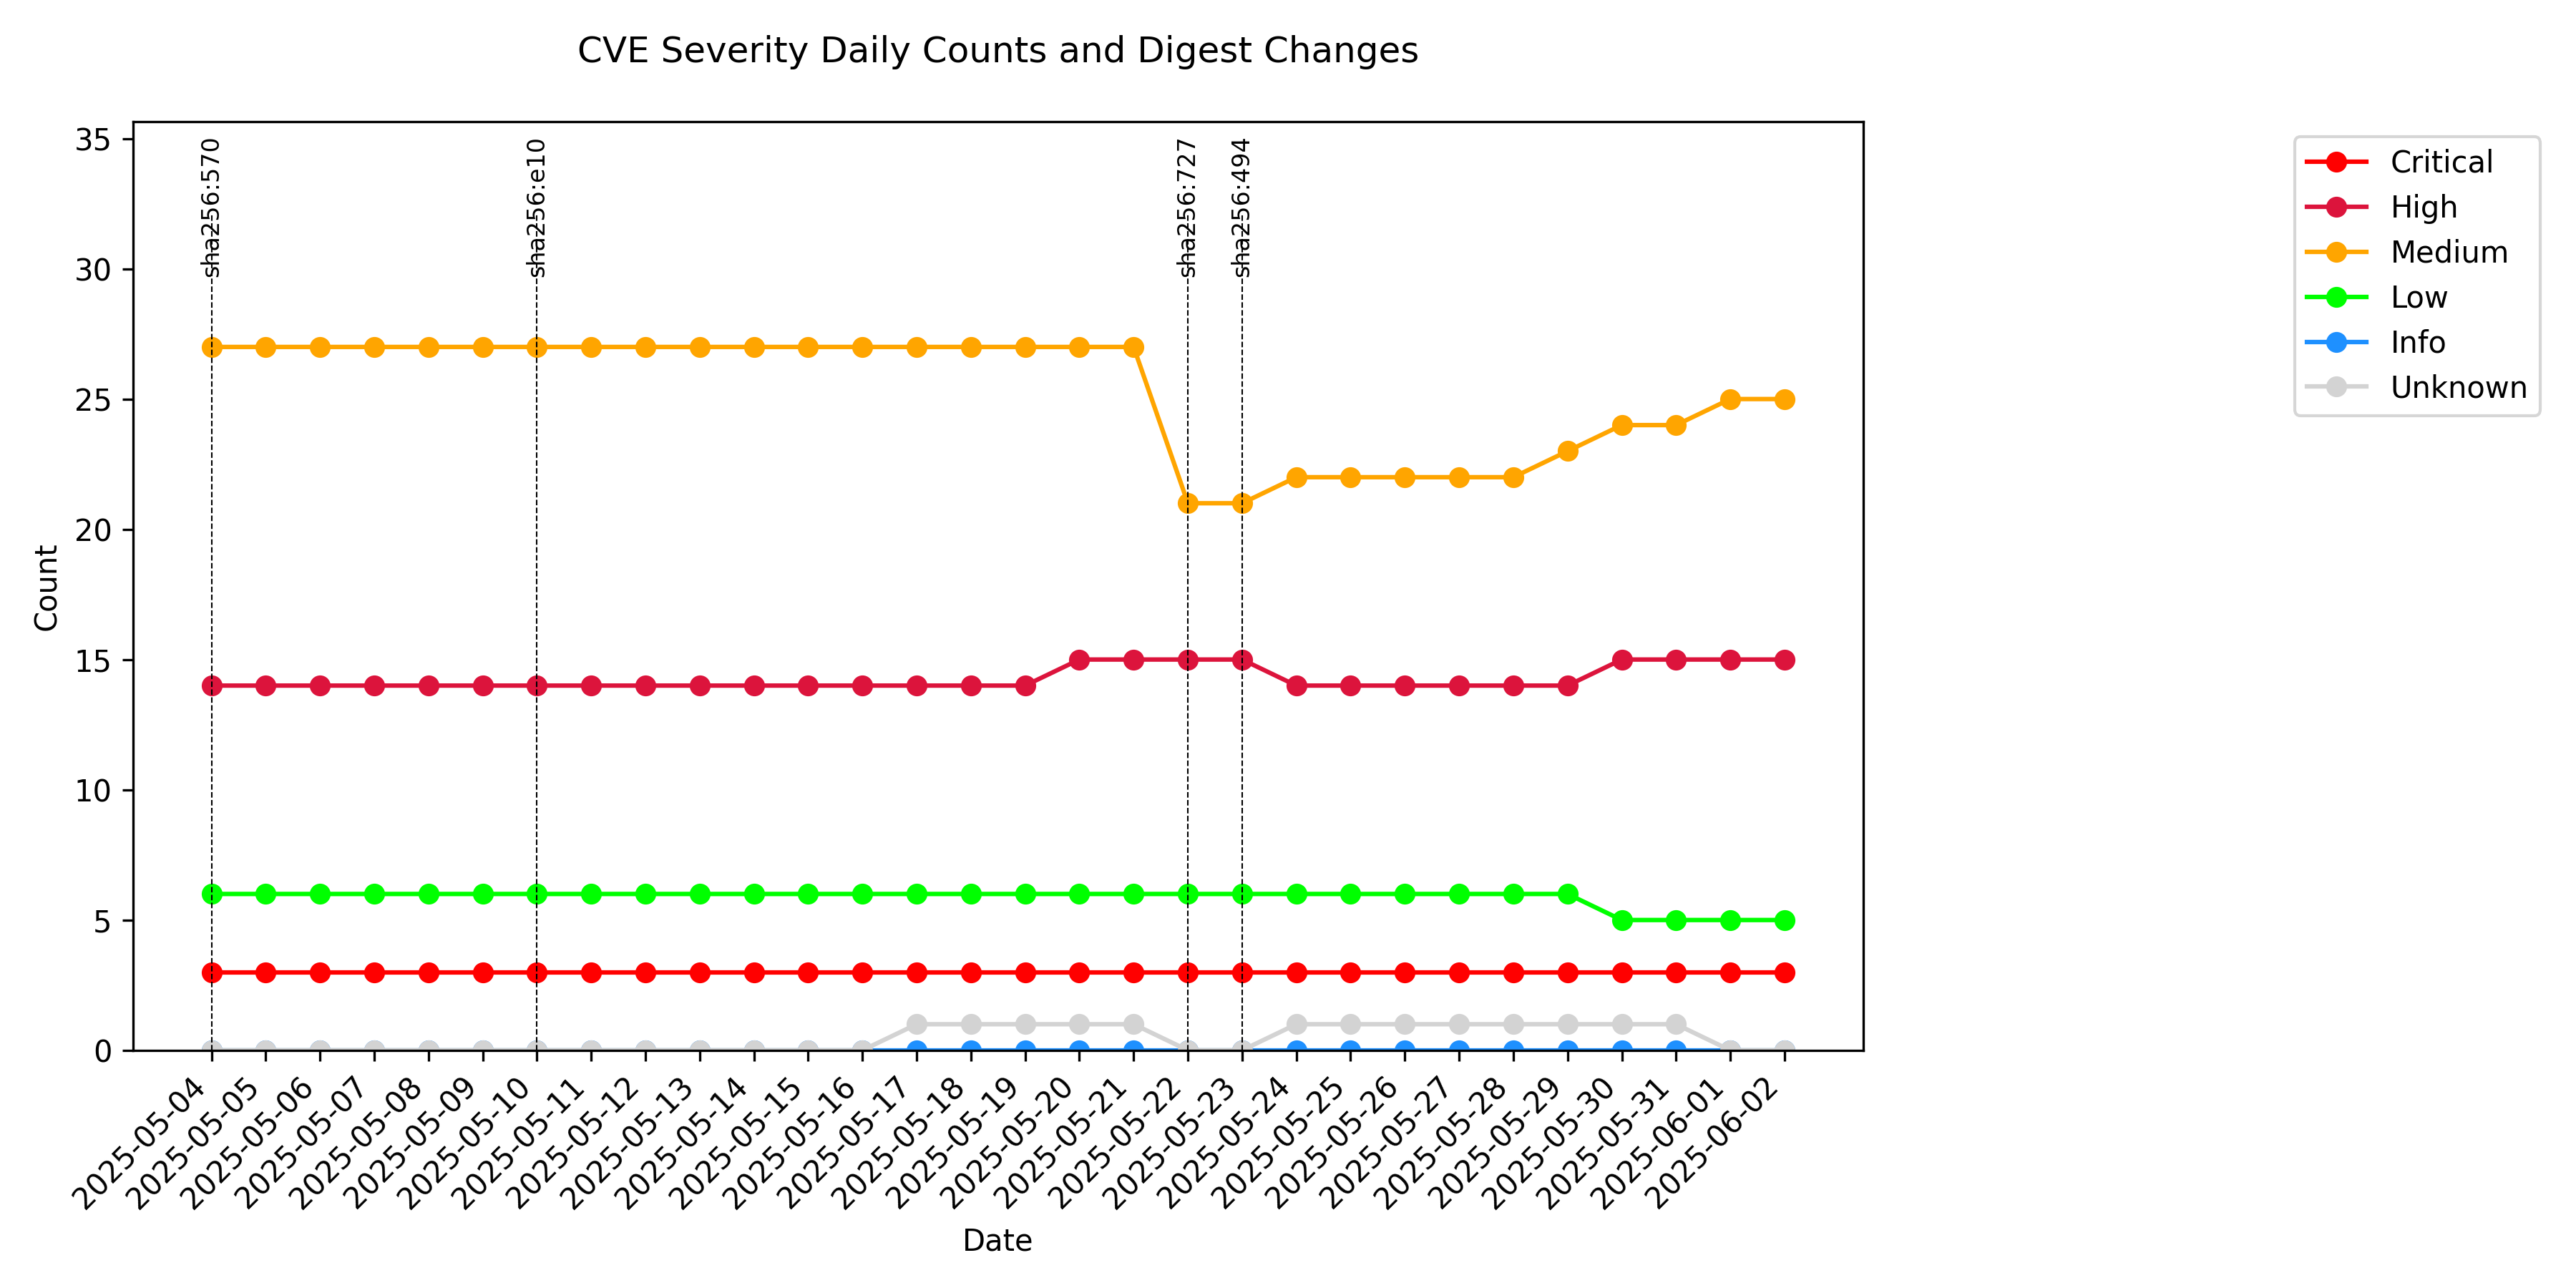 CVE Severity Daily Counts and Digest Changes
35
30
25
20
15
10
5
0
Count
sha256:570
sha256:e10
sha256:727
sha256:494
Critical
High
Medium
Low
Info
Unknown
2025-05-04
2025-05-05
2025-05-06
2025-05-07
2025-05-08
2025-05-09
2025-05-10
2025-05-11
2025-05-12
2025-05-13
2025-05-14
2025-05-15
2025-05-16
2025-05-17
2025-05-18
2025-05-19
2025-05-20
2025-05-21
2025-05-22
2025-05-23
2025-05-24
2025-05-25
2025-05-26
2025-05-27
2025-05-28
2025-05-29
2025-05-30
2025-05-31
2025-06-01
2025-06-02
Date